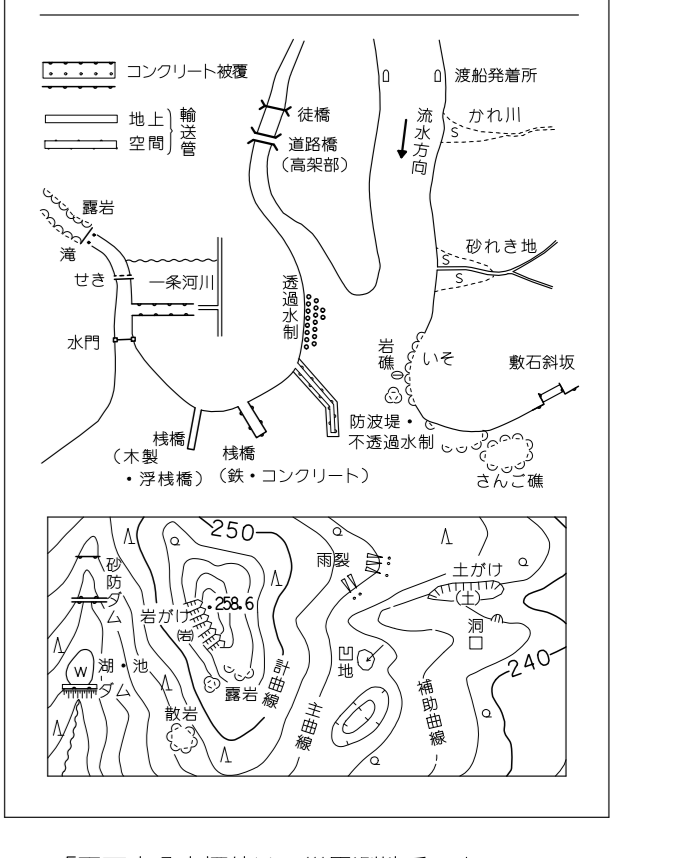 コンクリート被覆
地上
空間
輸送管
徒橋
道路橋
(高架部)
渡船発着所
流水方向
かれ川
S
露岩
滝
せき
一条河川
水門
透過水制
砂れき地
S
S
岩礁
いそ
敷石斜坂
防波堤・
不透過水制
さんご礁
桟橋
(木製
・浮桟橋)
桟橋
(鉄・コンクリート)
250
雨裂
土がけ
(土)
砂防ダム
岩がけ
(岩)
258.6
洞口
凹地
240
湖・池
W
ダム
散岩
露岩
計曲線
主曲線
補助曲線